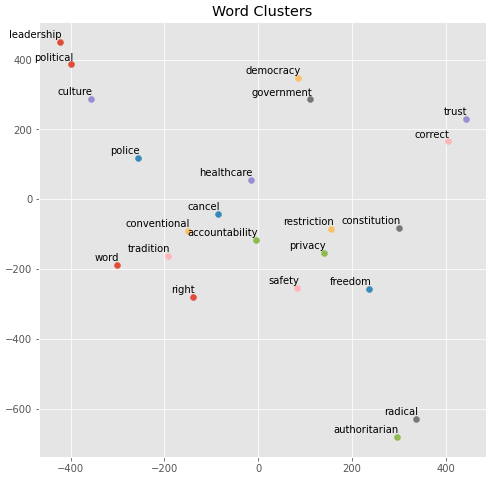 Word Clusters
leadership
political
democracy
culture
government
trust
correct
police
healthcare
cancel
conventional
restriction
constitution
accountability
tradition
privacy
word
safety
freedom
right
radical
authoritarian
400
200
0
−200
−400
−600
−400 −200 0 200 400